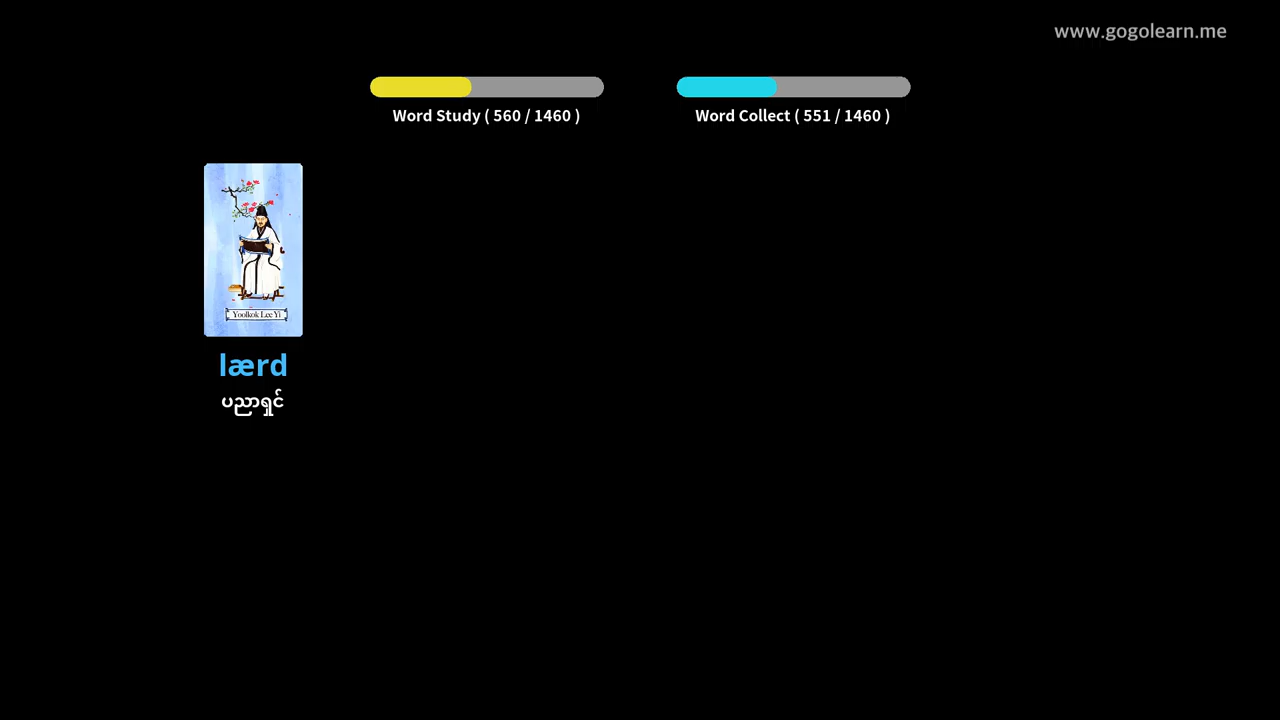 www.gogolearn.me
Word Study ( 560 / 1460 )
Word Collect ( 551 / 1460 )
Yoolkok Lee Yi
lærd
ပညာရှင်